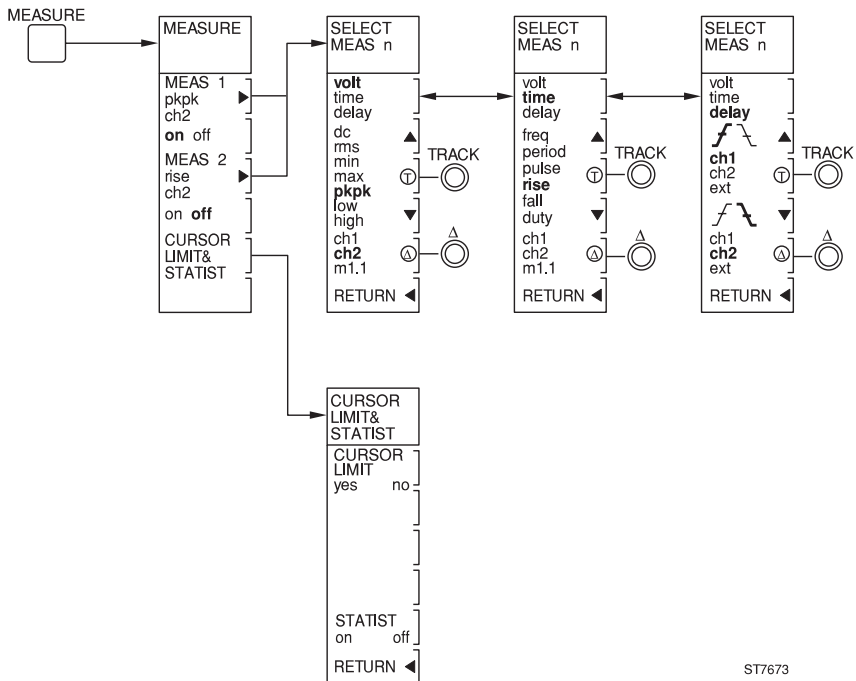 MEASURE
MEASURE
MEAS 1
pkpk
ch2
on off
MEAS 2
rise
ch2
on off
CURSOR
LIMIT&
STATIST
SELECT
MEAS n
volt
time
delay
dc
rms
min
max
pkpk
low
high
ch1
ch2
m1.1
RETURN
T
TRACK
Δ
Δ
SELECT
MEAS n
volt
time
delay
freq
period
pulse
rise
fall
duty
ch1
ch2
m1.1
RETURN
T
TRACK
Δ
Δ
SELECT
MEAS n
volt
time
delay
ch1
ch2
ext
ch1
ch2
ext
RETURN
T
TRACK
Δ
Δ
CURSOR
LIMIT&
STATIST
CURSOR
LIMIT
yes no
STATIST
on off
RETURN
ST7673